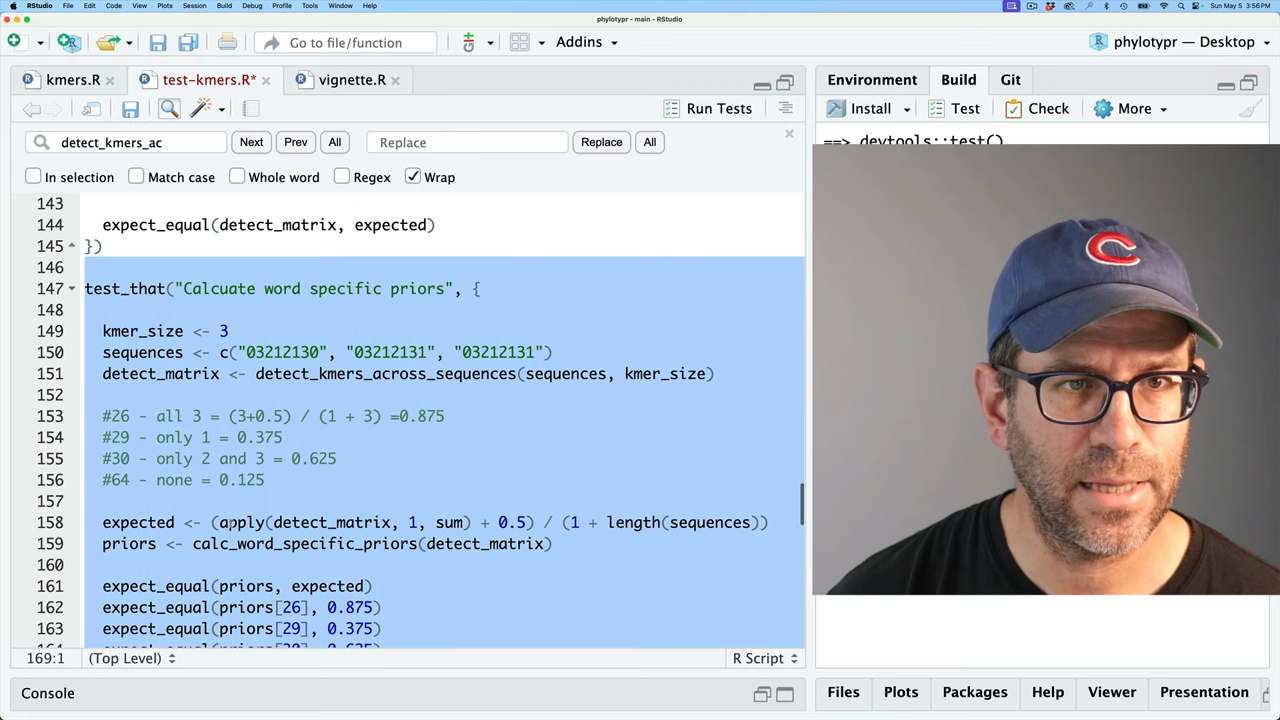 RStudio File Edit Code View Plots Session Build Debug Profile Tools Window Help Sun May 5 3:56 PM
phylotypr - main - RStudio
Go to file/function Addins phylotypr — Desktop
kmers.R test-kmers.R* vignette.R Environment Build Git
Run Tests Install Test Check More
detect_kmers_ac Next Prev All Replace Replace All
==> devtools::test()
In selection Match case Whole word Regex Wrap
143
144 expect_equal(detect_matrix, expected)
145 })
146
147 test_that("Calcuate word specific priors", {
148
149 kmer_size <- 3
150 sequences <- c("03212130", "03212131", "03212131")
151 detect_matrix <- detect_kmers_across_sequences(sequences, kmer_size)
152
153 #26 - all 3 = (3+0.5) / (1 + 3) =0.875
154 #29 - only 1 = 0.375
155 #30 - only 2 and 3 = 0.625
156 #64 - none = 0.125
157
158 expected <- (apply(detect_matrix, 1, sum) + 0.5) / (1 + length(sequences))
159 priors <- calc_word_specific_priors(detect_matrix)
160
161 expect_equal(priors, expected)
162 expect_equal(priors[26], 0.875)
163 expect_equal(priors[29], 0.375)
169:1 (Top Level) R Script
Console Files Plots Packages Help Viewer Presentation
C